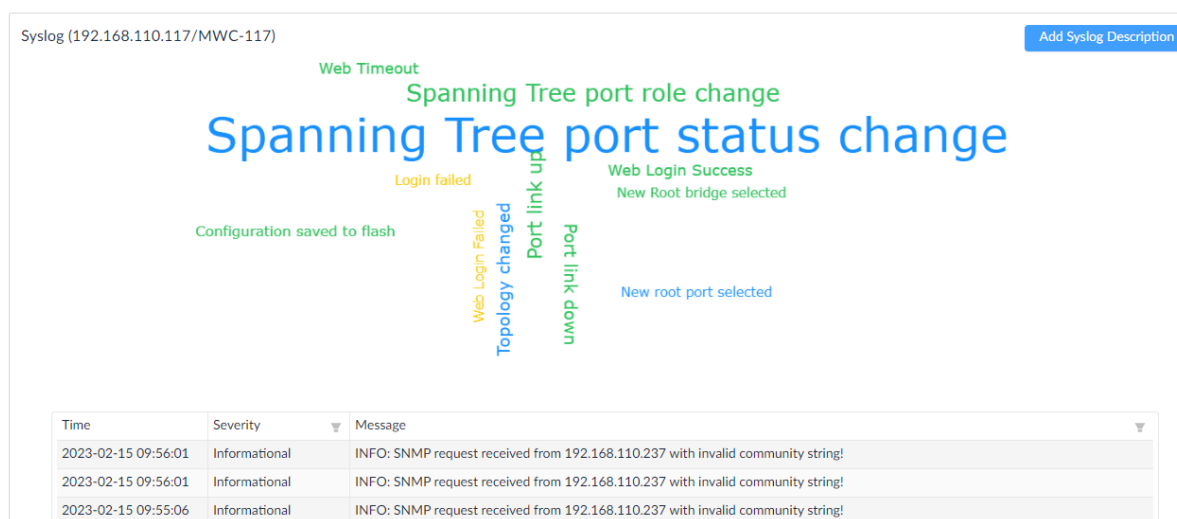 Syslog (192.168.110.117/MWC-117)
Add Syslog Description
Web Timeout
Spanning Tree port role change
Spanning Tree port status change
Web Login Success
Login failed
New Root bridge selected
Configuration saved to flash
Web Login Failed
Topology changed
Port link up
Port link down
New root port selected
Time Severity Message
2023-02-15 09:56:01 Informational INFO: SNMP request received from 192.168.110.237 with invalid community string!
2023-02-15 09:56:01 Informational INFO: SNMP request received from 192.168.110.237 with invalid community string!
2023-02-15 09:55:06 Informational INFO: SNMP request received from 192.168.110.237 with invalid community string!